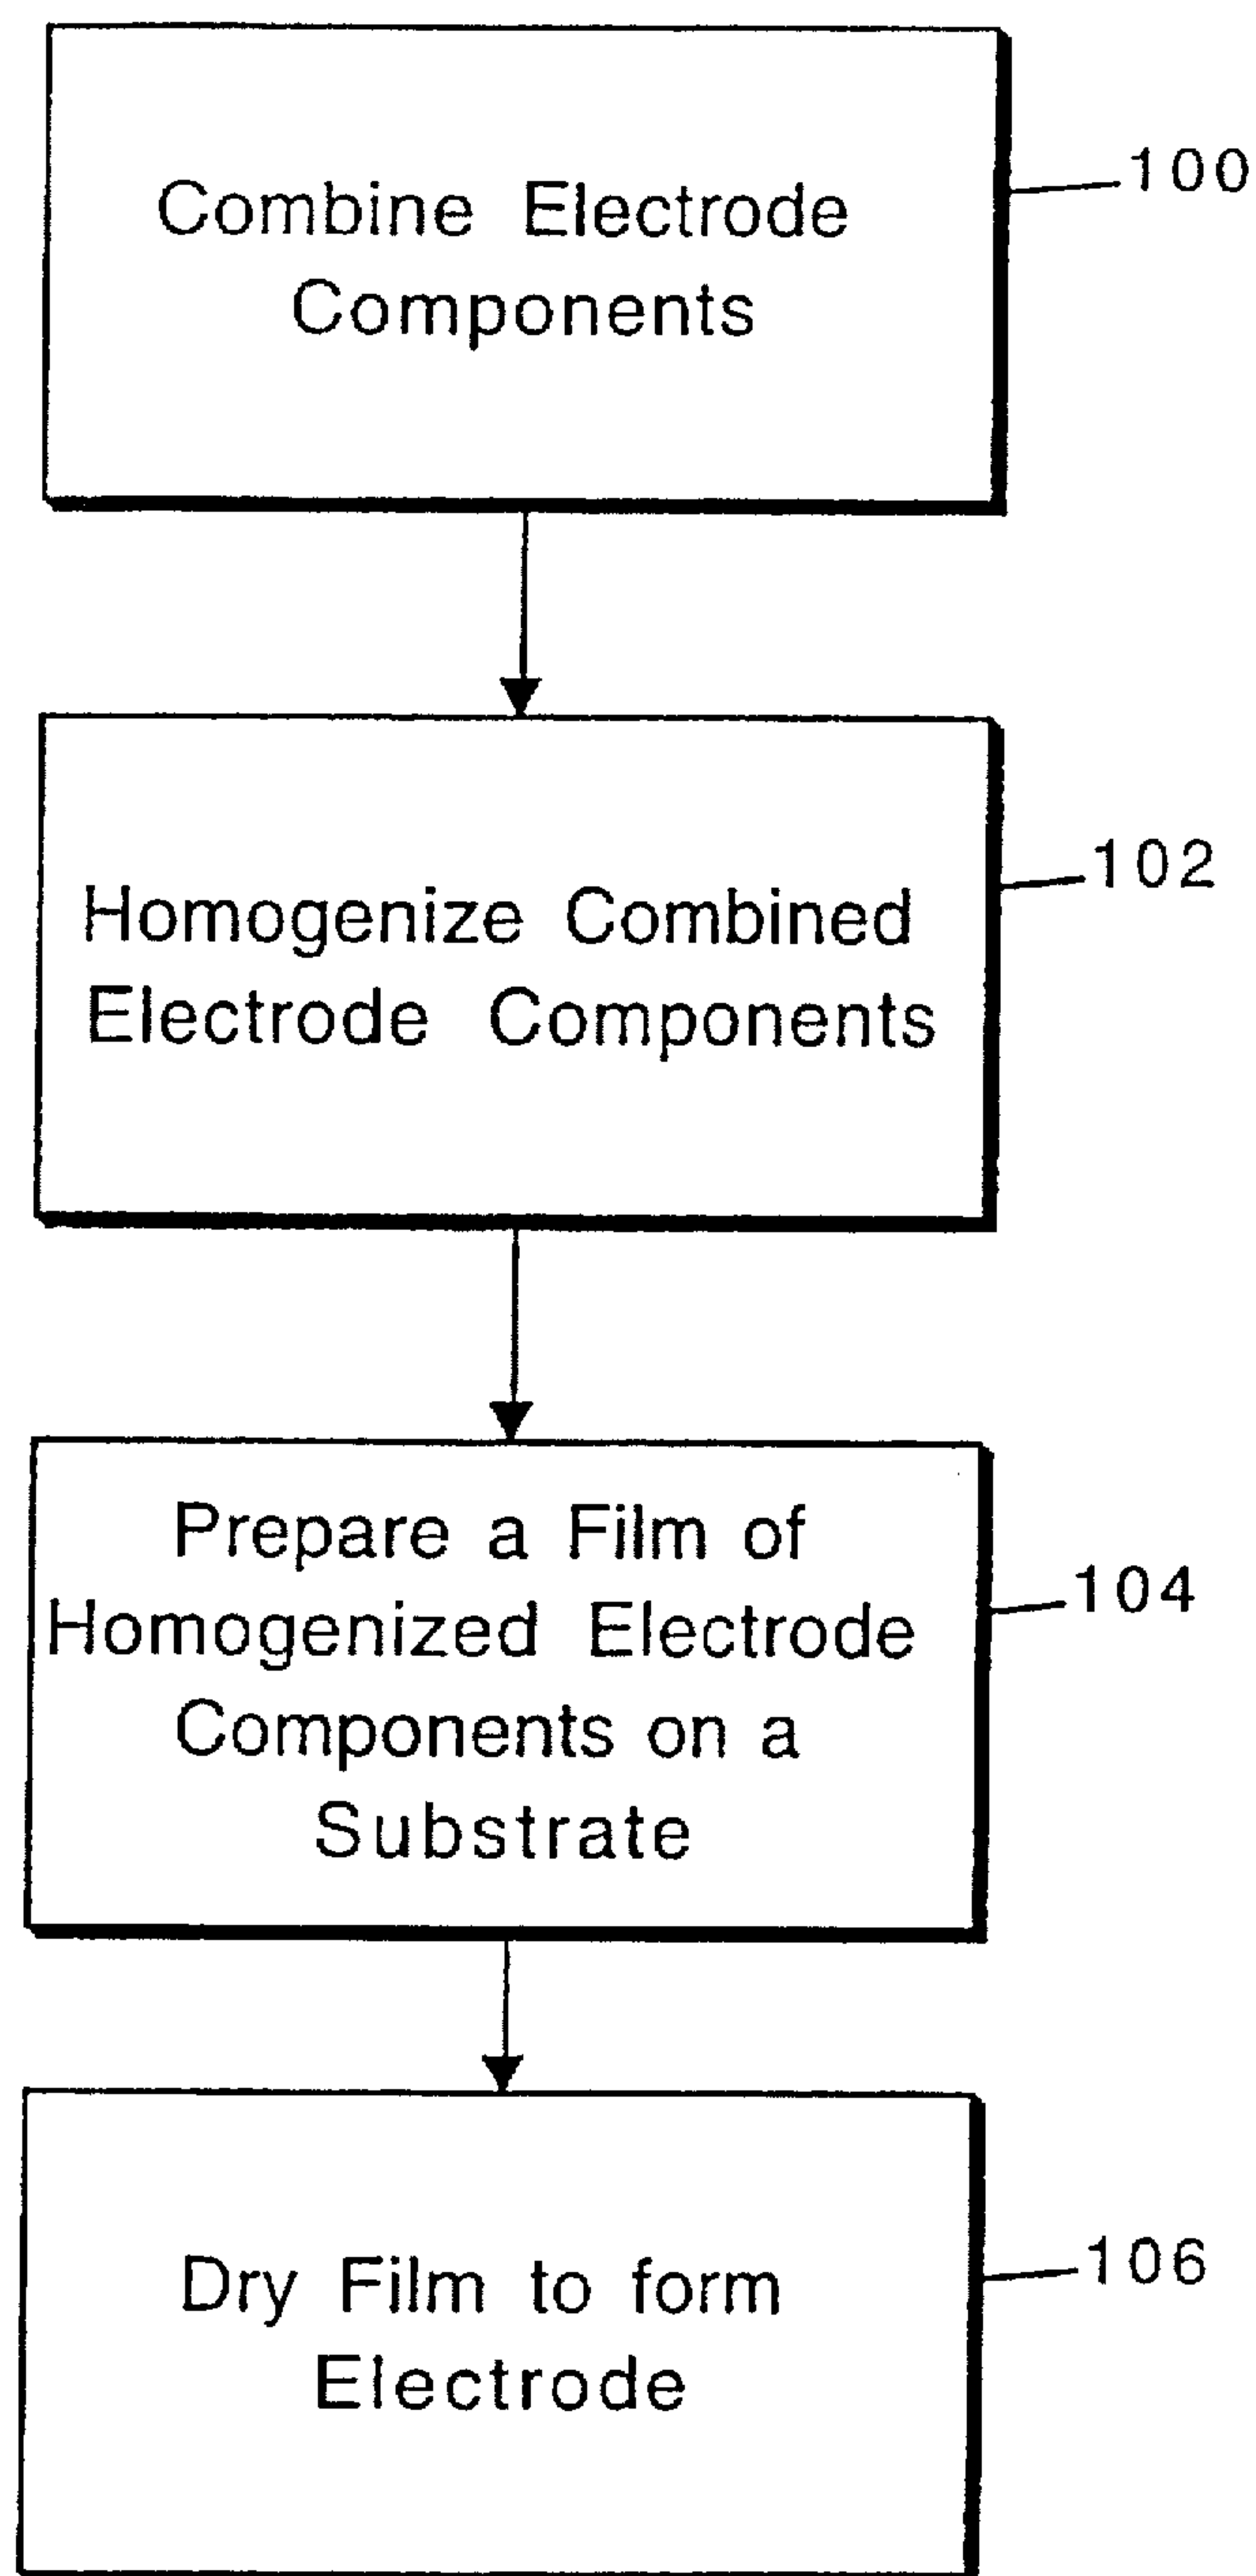 Combine Electrode
Components
100
Homogenize Combined
Electrode Components
102
Prepare a Film of
Homogenized Electrode
Components on a
Substrate
104
Dry Film to form
Electrode
106